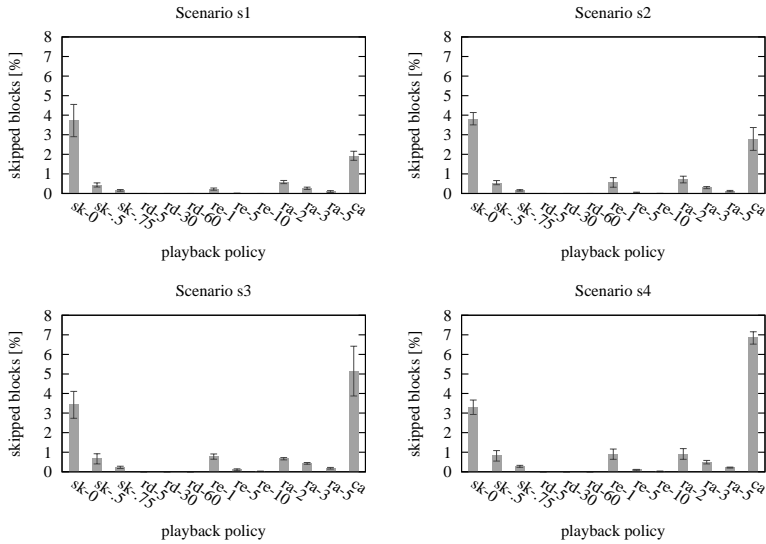 Scenario s1
skipped blocks [%]
8
7
6
5
4
3
2
1
0
sk-0
sk-.5
sk-.75
rd-5
rd-30
rd-60
re-1
re-5
re-10
ra-2
ra-3
ra-5
ca
playback policy
Scenario s2
skipped blocks [%]
8
7
6
5
4
3
2
1
0
sk-0
sk-.5
sk-.75
rd-5
rd-30
rd-60
re-1
re-5
re-10
ra-2
ra-3
ra-5
ca
playback policy
Scenario s3
skipped blocks [%]
8
7
6
5
4
3
2
1
0
sk-0
sk-.5
sk-.75
rd-5
rd-30
rd-60
re-1
re-5
re-10
ra-2
ra-3
ra-5
ca
playback policy
Scenario s4
skipped blocks [%]
8
7
6
5
4
3
2
1
0
sk-0
sk-.5
sk-.75
rd-5
rd-30
rd-60
re-1
re-5
re-10
ra-2
ra-3
ra-5
ca
playback policy